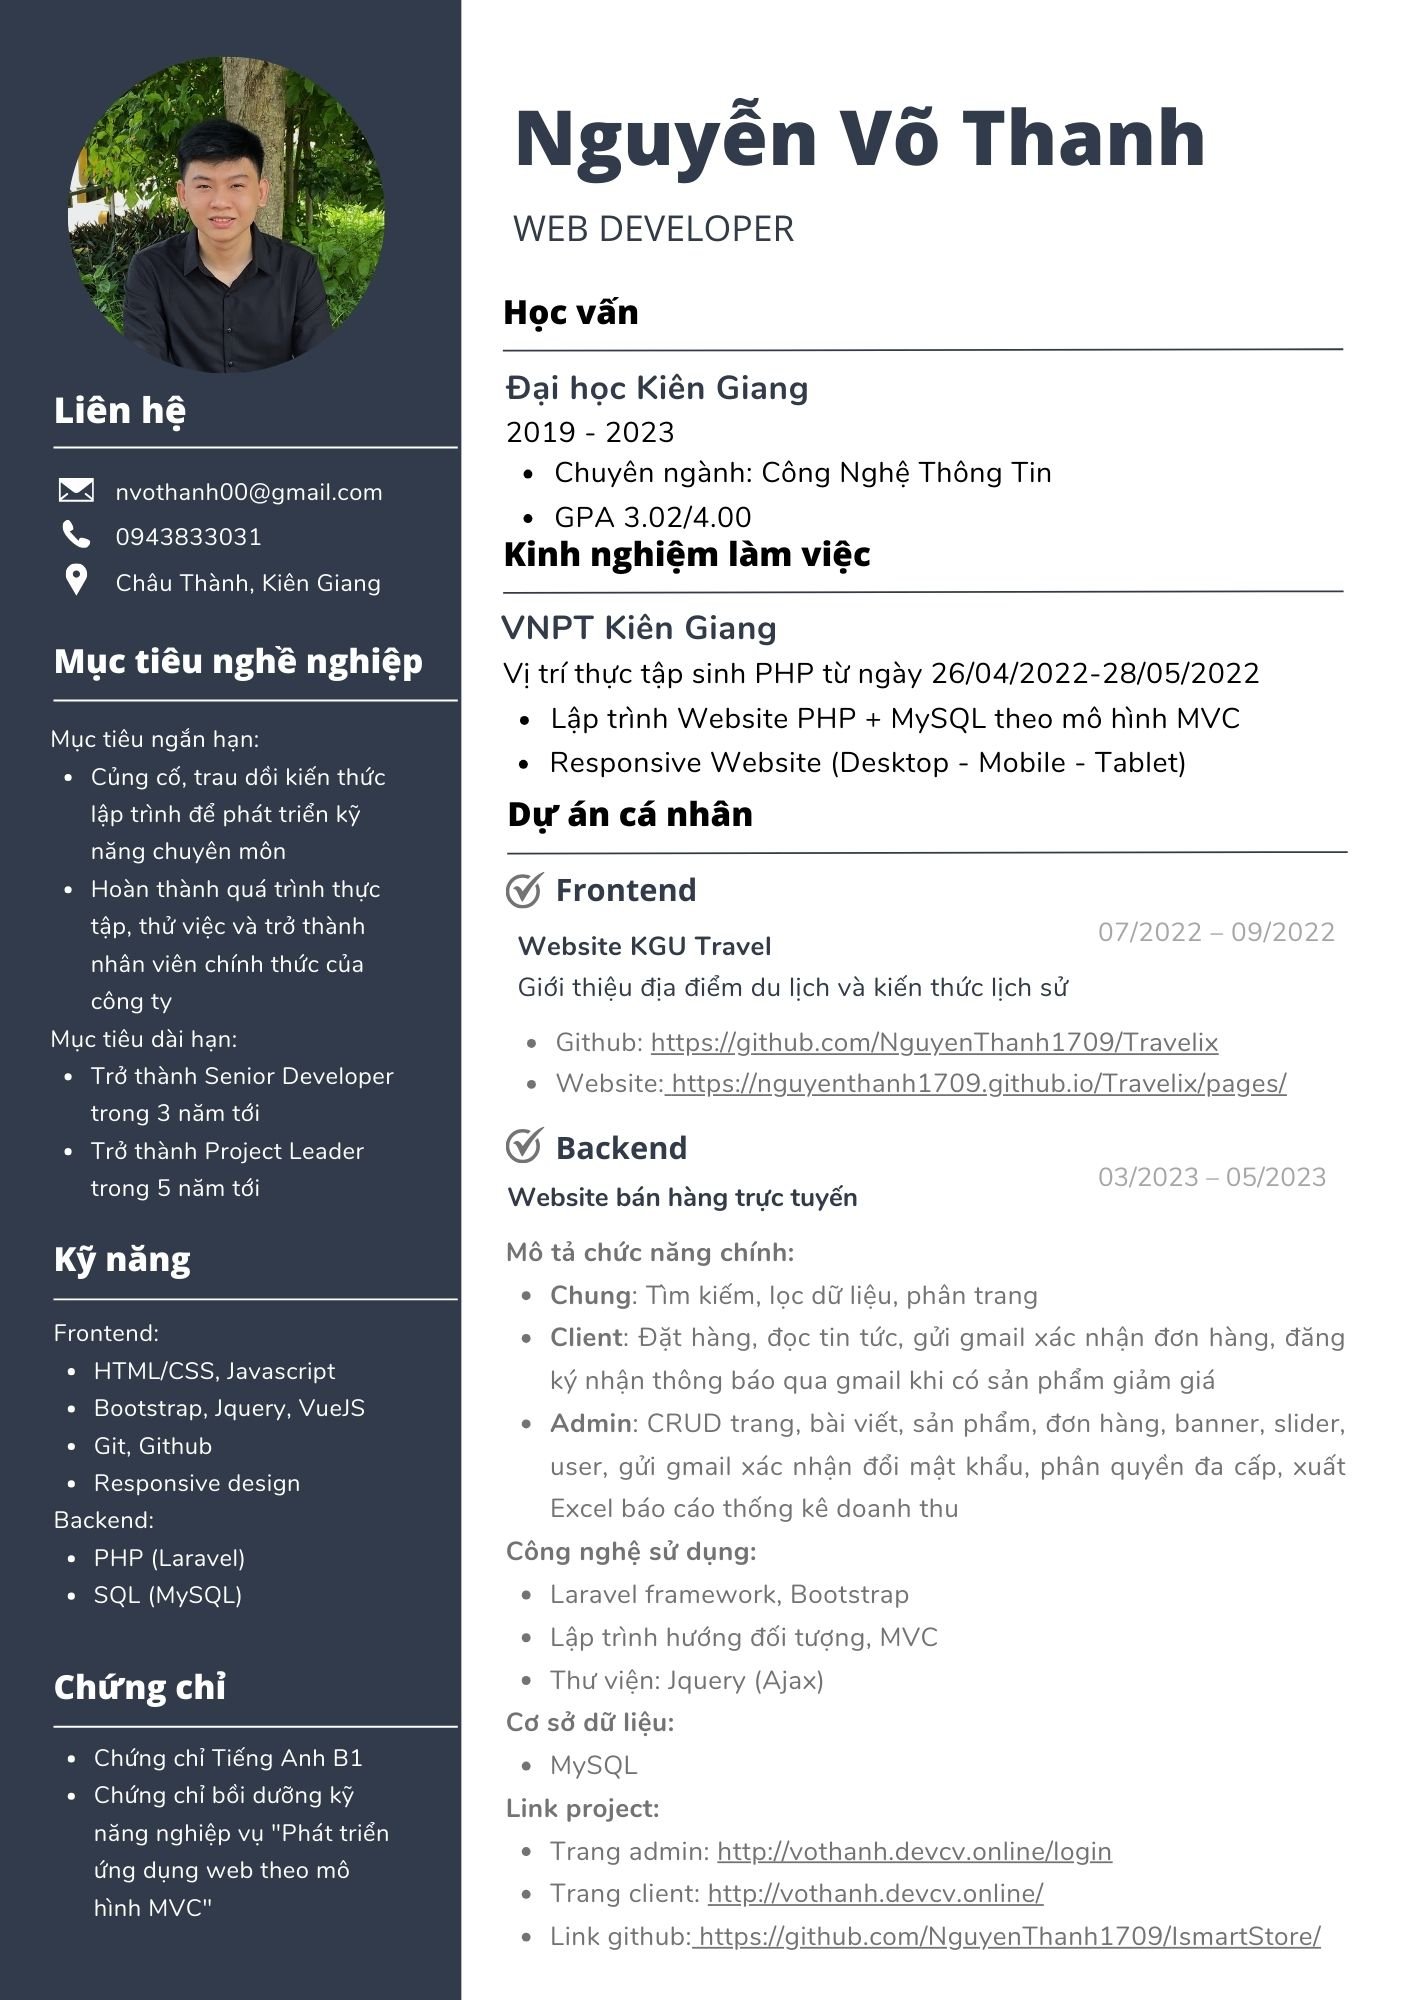 Nguyễn Võ Thanh
WEB DEVELOPER
Liên hệ
nvothanh00@gmail.com
0943833031
Châu Thành, Kiên Giang
Mục tiêu nghề nghiệp
Mục tiêu ngắn hạn:
• Củng cố, trau dồi kiến thức
lập trình để phát triển kỹ
năng chuyên môn
• Hoàn thành quá trình thực
tập, thử việc và trở thành
nhân viên chính thức của
công ty
Mục tiêu dài hạn:
• Trở thành Senior Developer
trong 3 năm tới
• Trở thành Project Leader
trong 5 năm tới
Kỹ năng
Frontend:
• HTML/CSS, Javascript
• Bootstrap, Jquery, VueJS
• Git, Github
• Responsive design
Backend:
• PHP (Laravel)
• SQL (MySQL)
Chứng chỉ
• Chứng chỉ Tiếng Anh B1
• Chứng chỉ bồi dưỡng kỹ
năng nghiệp vụ "Phát triển
ứng dụng web theo mô
hình MVC"
Học vấn
Đại học Kiên Giang
2019 - 2023
• Chuyên ngành: Công Nghệ Thông Tin
• GPA 3.02/4.00
Kinh nghiệm làm việc
VNPT Kiên Giang
Vị trí thực tập sinh PHP từ ngày 26/04/2022-28/05/2022
• Lập trình Website PHP + MySQL theo mô hình MVC
• Responsive Website (Desktop - Mobile - Tablet)
Dự án cá nhân
Frontend
07/2022 – 09/2022
Website KGU Travel
Giới thiệu địa điểm du lịch và kiến thức lịch sử
• Github: https://github.com/NguyenThanh1709/Travelix
• Website: https://nguyenthanh1709.github.io/Travelix/pages/
Backend
03/2023 – 05/2023
Website bán hàng trực tuyến
Mô tả chức năng chính:
• Chung: Tìm kiếm, lọc dữ liệu, phân trang
• Client: Đặt hàng, đọc tin tức, gửi gmail xác nhận đơn hàng, đăng
ký nhận thông báo qua gmail khi có sản phẩm giảm giá
• Admin: CRUD trang, bài viết, sản phẩm, đơn hàng, banner, slider,
user, gửi gmail xác nhận đổi mật khẩu, phân quyền đa cấp, xuất
Excel báo cáo thống kê doanh thu
Công nghệ sử dụng:
• Laravel framework, Bootstrap
• Lập trình hướng đối tượng, MVC
• Thư viện: Jquery (Ajax)
Cơ sở dữ liệu:
• MySQL
Link project:
• Trang admin: http://vothanh.devcv.online/login
• Trang client: http://vothanh.devcv.online/
• Link github: https://github.com/NguyenThanh1709/IsmartStore/